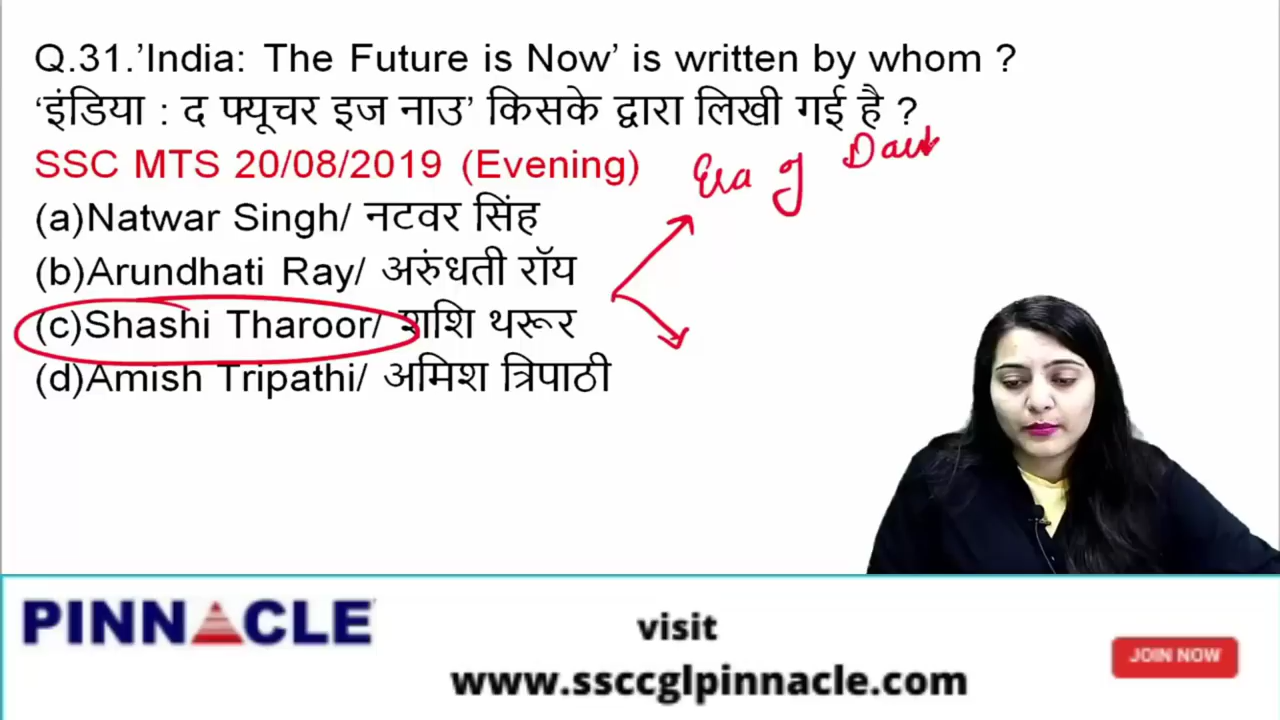 Q.31.’India: The Future is Now’ is written by whom ?
‘इंडिया : द फ्यूचर इज नाउ’ किसके द्वारा लिखी गई है ?
SSC MTS 20/08/2019 (Evening)
Era of Dark
(a)Natwar Singh/ नटवर सिंह
(b)Arundhati Ray/ अरुंधती रॉय
(c)Shashi Tharoor/ शशि थरूर
(d)Amish Tripathi/ अमिश त्रिपाठी
PINNACLE
visit
www.ssccglpinnacle.com
JOIN NOW